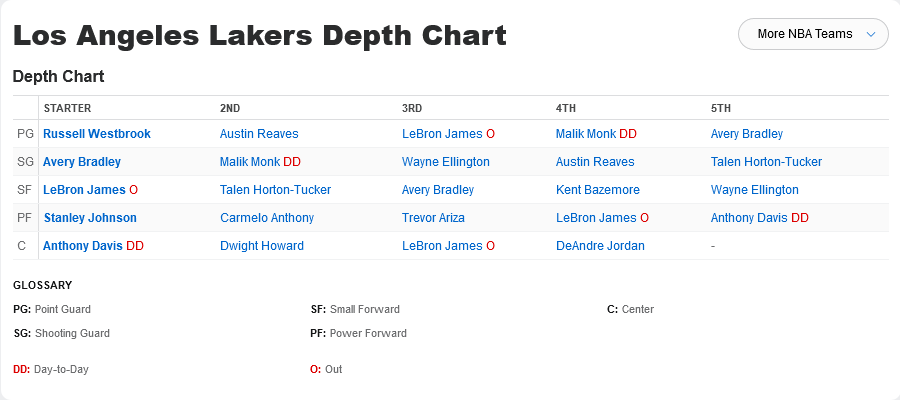 Los Angeles Lakers Depth Chart
More NBA Teams
Depth Chart
STARTER 2ND 3RD 4TH 5TH
PG Russell Westbrook Austin Reaves LeBron James O Malik Monk DD Avery Bradley
SG Avery Bradley Malik Monk DD Wayne Ellington Austin Reaves Talen Horton-Tucker
SF LeBron James O Talen Horton-Tucker Avery Bradley Kent Bazemore Wayne Ellington
PF Stanley Johnson Carmelo Anthony Trevor Ariza LeBron James O Anthony Davis DD
C Anthony Davis DD Dwight Howard LeBron James O DeAndre Jordan -
GLOSSARY
PG: Point Guard SF: Small Forward C: Center
SG: Shooting Guard PF: Power Forward
DD: Day-to-Day O: Out